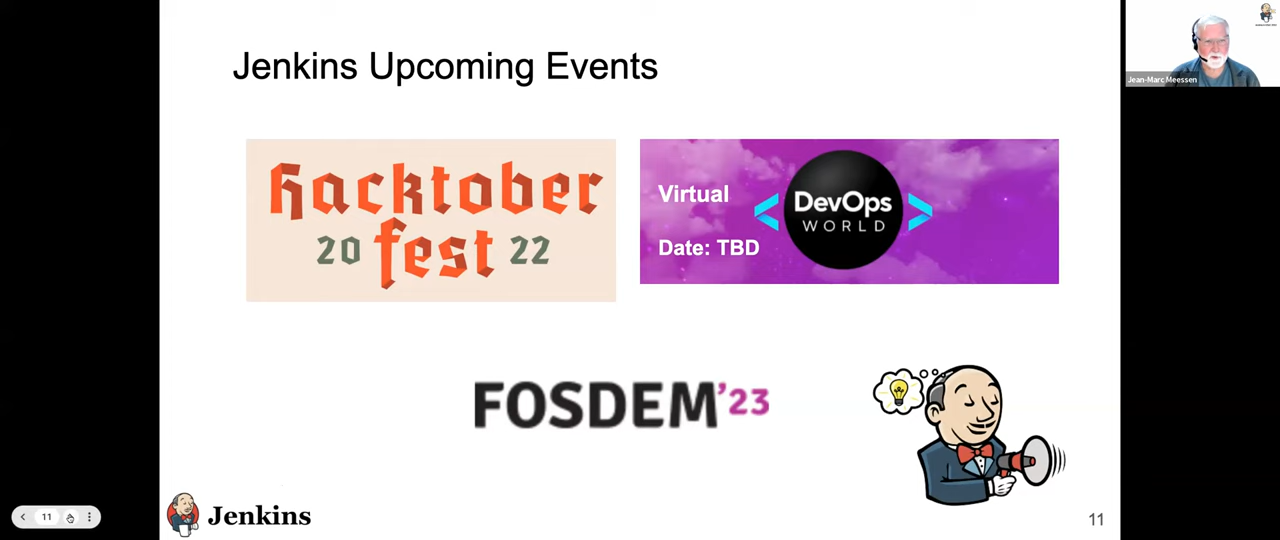 Jenkins Upcoming Events
Jean-Marc Meessen
hacktober
20 fest 22
Virtual
Date: TBD
DevOps
WORLD
FOSDEM'23
11
Jenkins
11